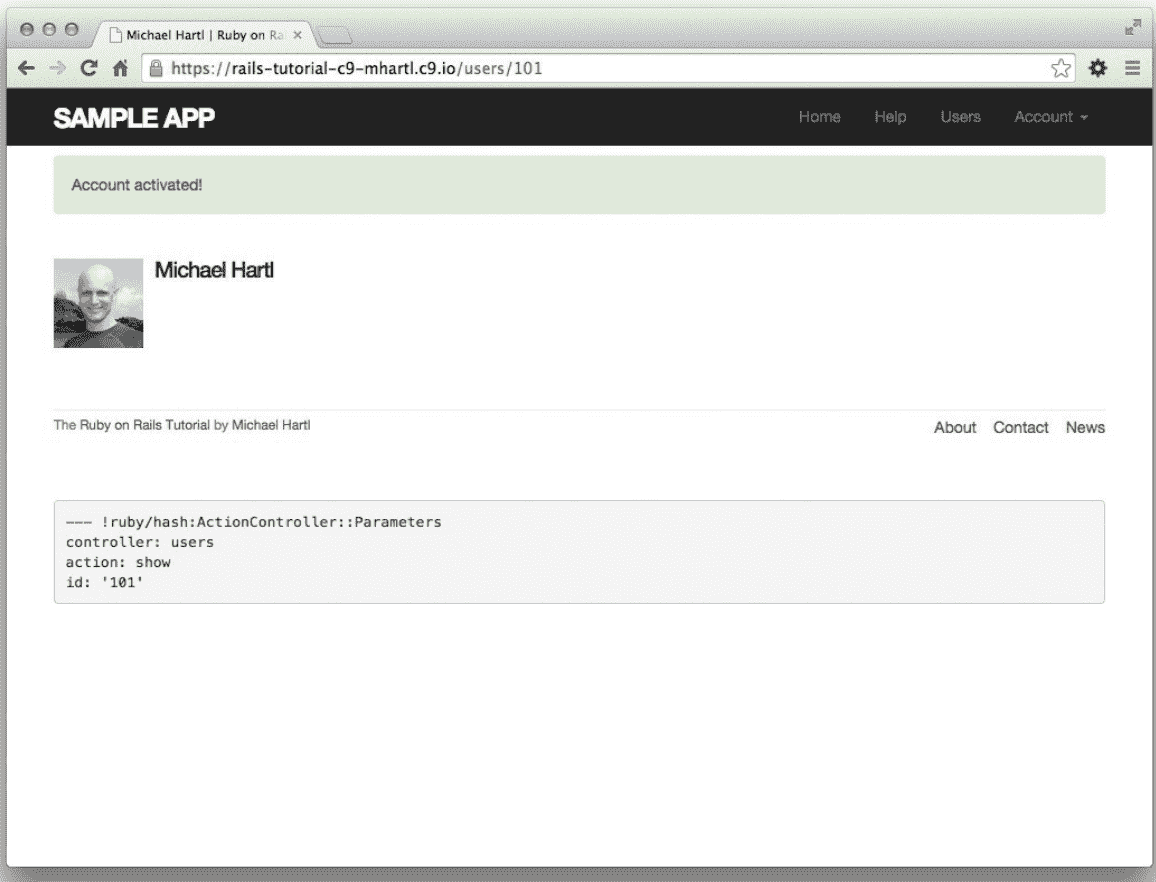 Michael Hartl | Ruby on Ra
https://rails-tutorial-c9-mhartl.c9.io/users/101
SAMPLE APP Home Help Users Account
Account activated!
Michael Hartl
The Ruby on Rails Tutorial by Michael Hartl About Contact News
--- !ruby/hash:ActionController::Parameters
controller: users
action: show
id: '101'